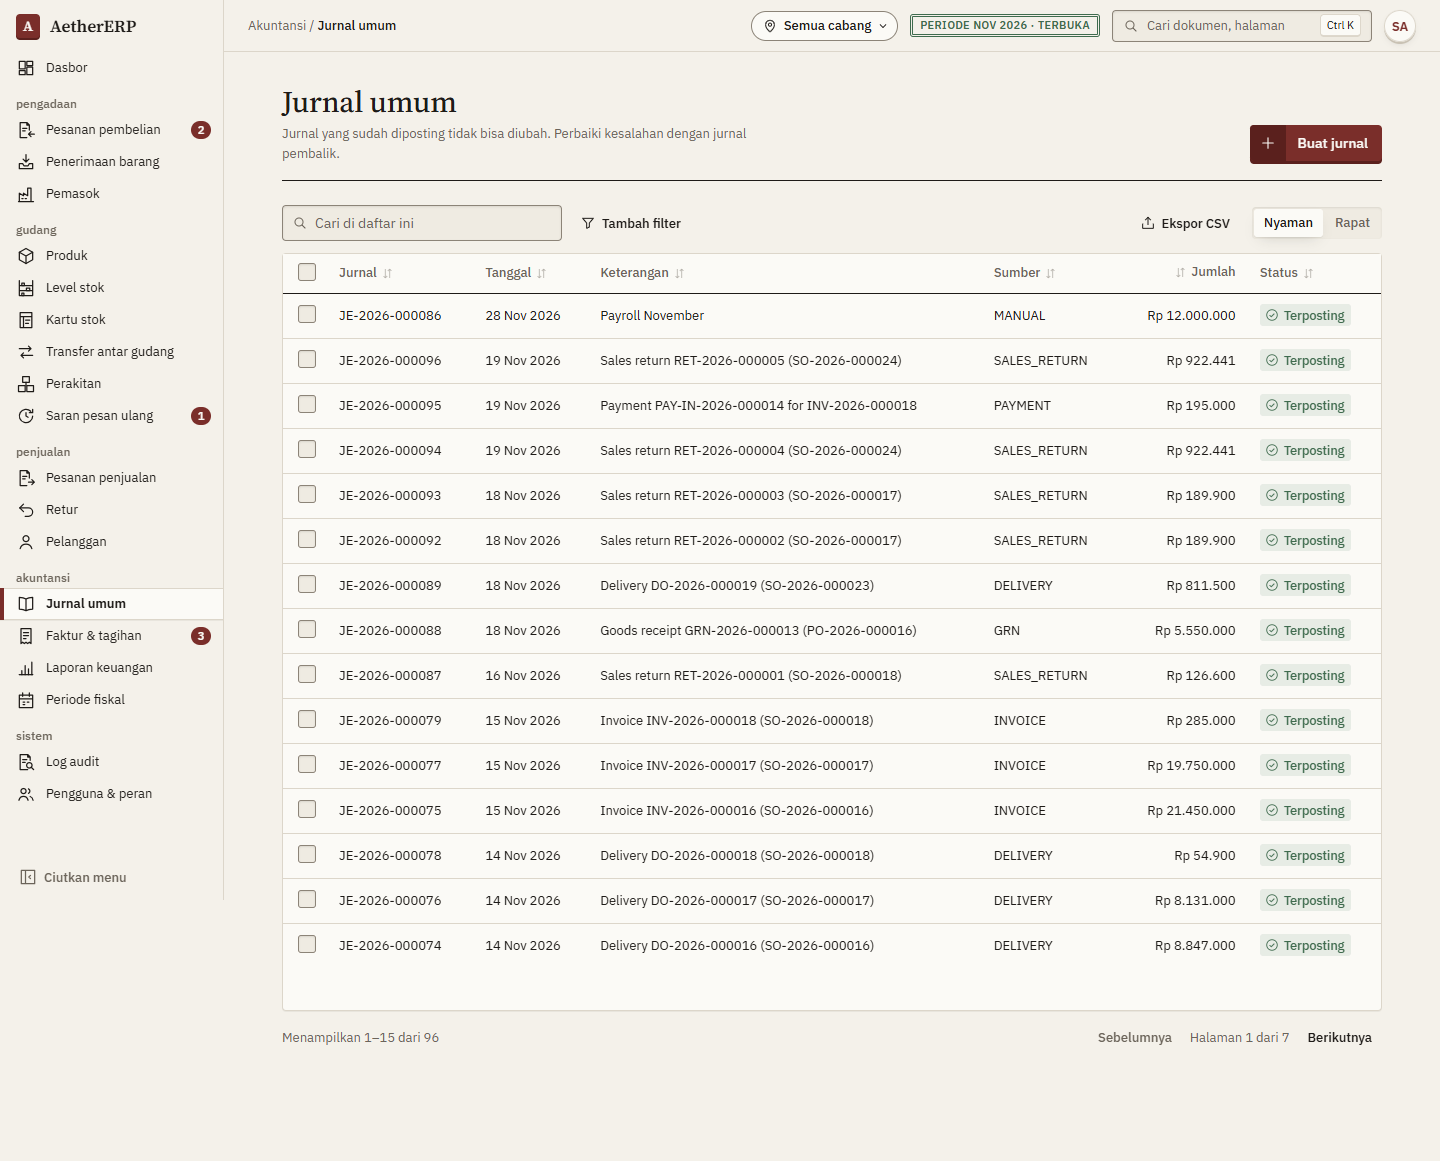 A AetherERP
Akuntansi / Jurnal umum
Semua cabang
PERIODE NOV 2026 · TERBUKA
Cari dokumen, halaman
Ctrl K
SA
Dasbor
pengadaan
Pesanan pembelian 2
Penerimaan barang
Pemasok
gudang
Produk
Level stok
Kartu stok
Transfer antar gudang
Perakitan
Saran pesan ulang 1
penjualan
Pesanan penjualan
Retur
Pelanggan
akuntansi
Jurnal umum
Faktur & tagihan 3
Laporan keuangan
Periode fiskal
sistem
Log audit
Pengguna & peran
Ciutkan menu
Jurnal umum
Jurnal yang sudah diposting tidak bisa diubah. Perbaiki kesalahan dengan jurnal
pembalik.
Buat jurnal
Cari di daftar ini
Tambah filter
Ekspor CSV
Nyaman
Rapat
Jurnal Tanggal Keterangan Sumber Jumlah Status
JE-2026-000086 28 Nov 2026 Payroll November MANUAL Rp 12.000.000 Terposting
JE-2026-000096 19 Nov 2026 Sales return RET-2026-000005 (SO-2026-000024) SALES_RETURN Rp 922.441 Terposting
JE-2026-000095 19 Nov 2026 Payment PAY-IN-2026-000014 for INV-2026-000018 PAYMENT Rp 195.000 Terposting
JE-2026-000094 19 Nov 2026 Sales return RET-2026-000004 (SO-2026-000024) SALES_RETURN Rp 922.441 Terposting
JE-2026-000093 18 Nov 2026 Sales return RET-2026-000003 (SO-2026-000017) SALES_RETURN Rp 189.900 Terposting
JE-2026-000092 18 Nov 2026 Sales return RET-2026-000002 (SO-2026-000017) SALES_RETURN Rp 189.900 Terposting
JE-2026-000089 18 Nov 2026 Delivery DO-2026-000019 (SO-2026-000023) DELIVERY Rp 811.500 Terposting
JE-2026-000088 18 Nov 2026 Goods receipt GRN-2026-000013 (PO-2026-000016) GRN Rp 5.550.000 Terposting
JE-2026-000087 16 Nov 2026 Sales return RET-2026-000001 (SO-2026-000018) SALES_RETURN Rp 126.600 Terposting
JE-2026-000079 15 Nov 2026 Invoice INV-2026-000018 (SO-2026-000018) INVOICE Rp 285.000 Terposting
JE-2026-000077 15 Nov 2026 Invoice INV-2026-000017 (SO-2026-000017) INVOICE Rp 19.750.000 Terposting
JE-2026-000075 15 Nov 2026 Invoice INV-2026-000016 (SO-2026-000016) INVOICE Rp 21.450.000 Terposting
JE-2026-000078 14 Nov 2026 Delivery DO-2026-000018 (SO-2026-000018) DELIVERY Rp 54.900 Terposting
JE-2026-000076 14 Nov 2026 Delivery DO-2026-000017 (SO-2026-000017) DELIVERY Rp 8.131.000 Terposting
JE-2026-000074 14 Nov 2026 Delivery DO-2026-000016 (SO-2026-000016) DELIVERY Rp 8.847.000 Terposting
Menampilkan 1–15 dari 96
Sebelumnya Halaman 1 dari 7 Berikutnya